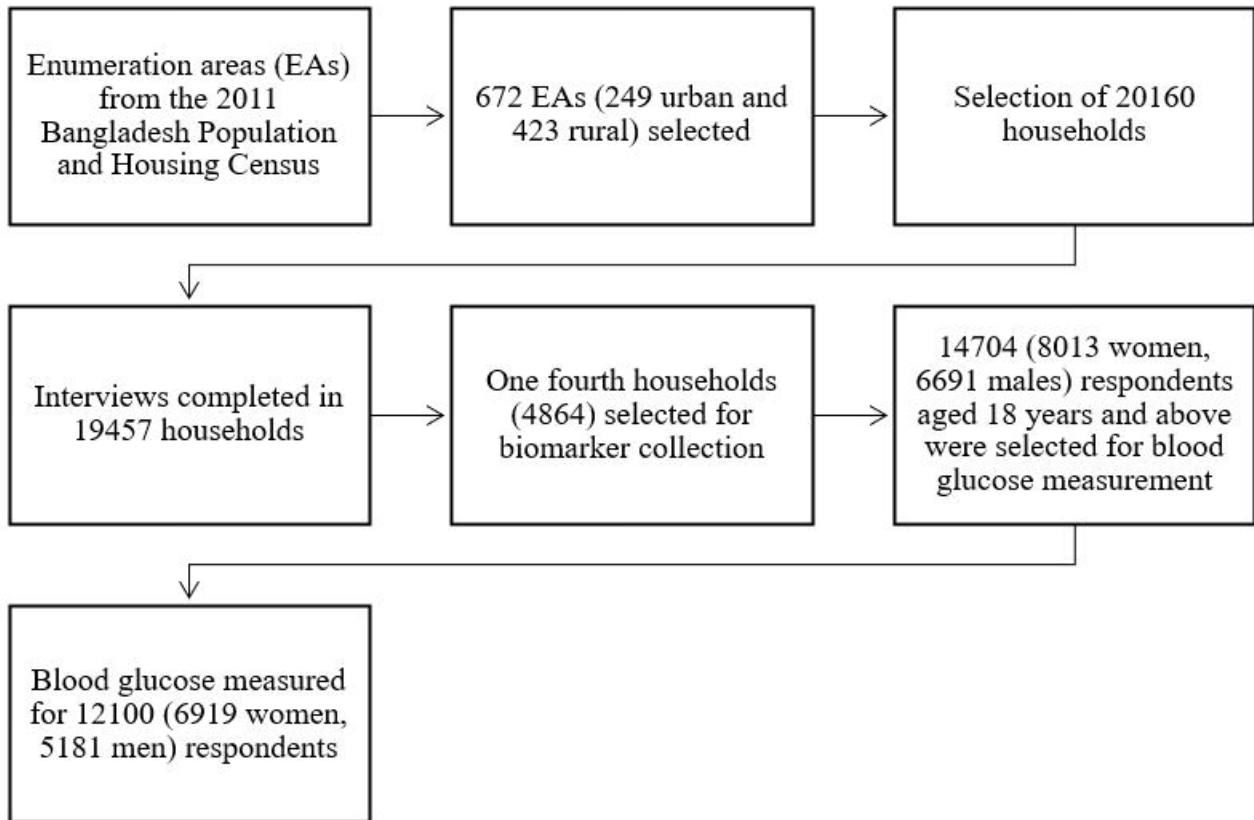 Enumeration areas (EAs)
from the 2011
Bangladesh Population
and Housing Census
672 EAs (249 urban and
423 rural) selected
Selection of 20160
households
Interviews completed in
19457 households
One fourth households
(4864) selected for
biomarker collection
14704 (8013 women,
6691 males) respondents
aged 18 years and above
were selected for blood
glucose measurement
Blood glucose measured
for 12100 (6919 women,
5181 men) respondents